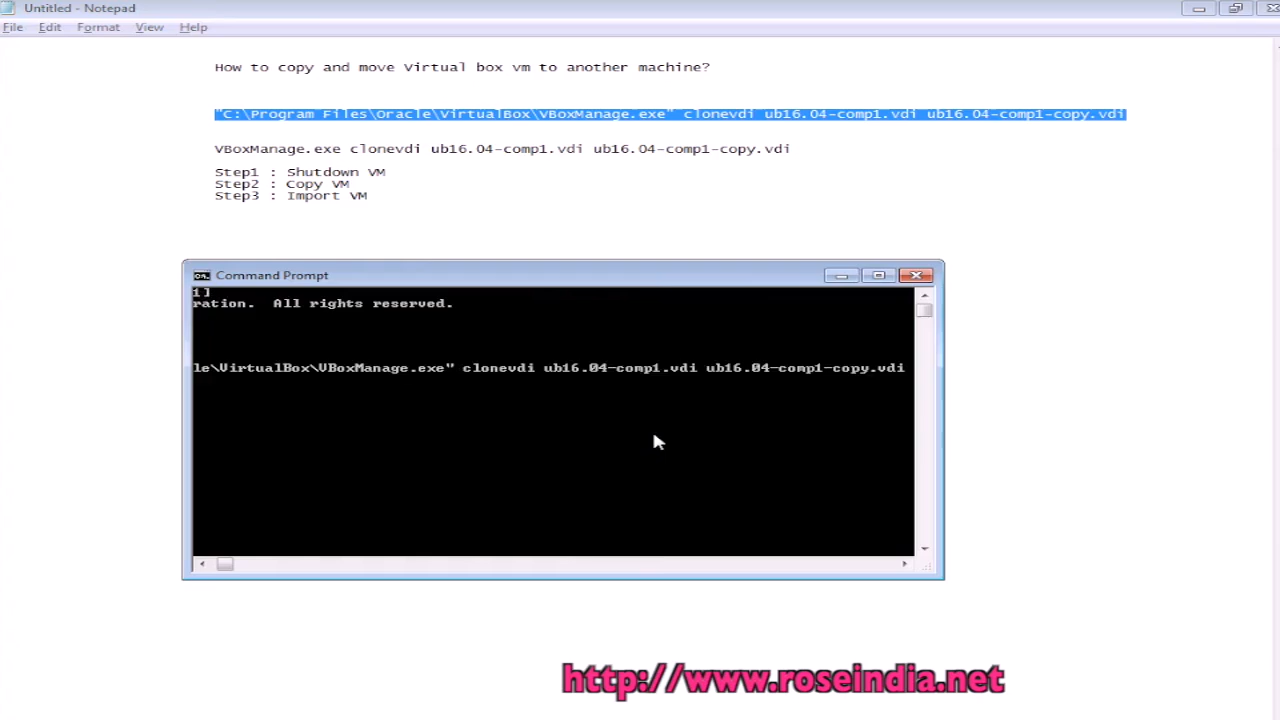 Untitled - Notepad
File Edit Format View Help
How to copy and move Virtual box vm to another machine?
"C:\Program Files\Oracle\VirtualBox\VBoxManage.exe" clonevdi ub16.04-comp1.vdi ub16.04-comp1-copy.vdi
VBoxManage.exe clonevdi ub16.04-comp1.vdi ub16.04-comp1-copy.vdi
Step1 : Shutdown VM
Step2 : Copy VM
Step3 : Import VM
Command Prompt
1]
ration. All rights reserved.
le\VirtualBox\VBoxManage.exe" clonevdi ub16.04-comp1.vdi ub16.04-comp1-copy.vdi
http://www.roseindia.net